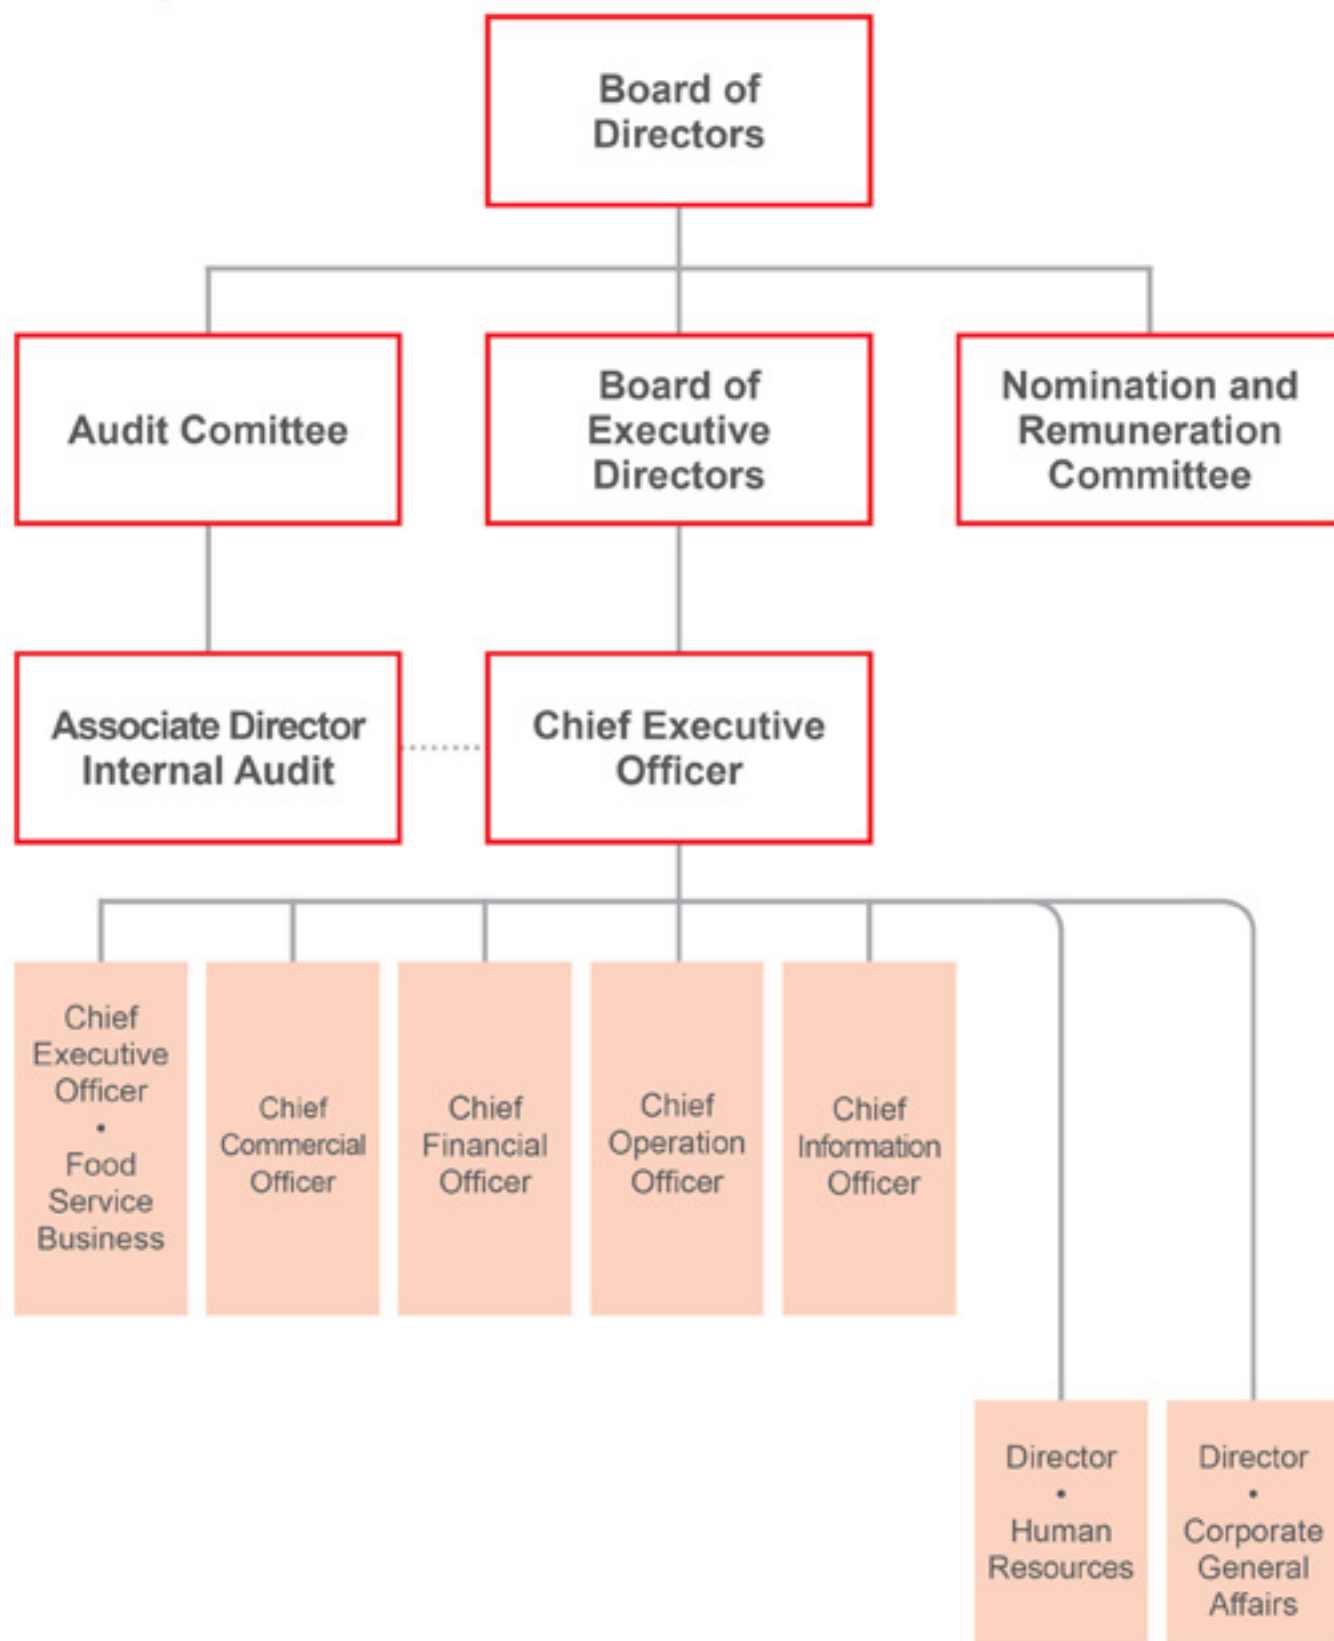 Board of
Directors
Audit Comittee
Board of
Executive
Directors
Nomination and
Remuneration
Committee
Associate Director
Internal Audit
Chief Executive
Officer
Chief
Executive
Officer
•
Food
Service
Business
Chief
Commercial
Officer
Chief
Financial
Officer
Chief
Operation
Officer
Chief
Information
Officer
Director
•
Human
Resources
Director
•
Corporate
General
Affairs